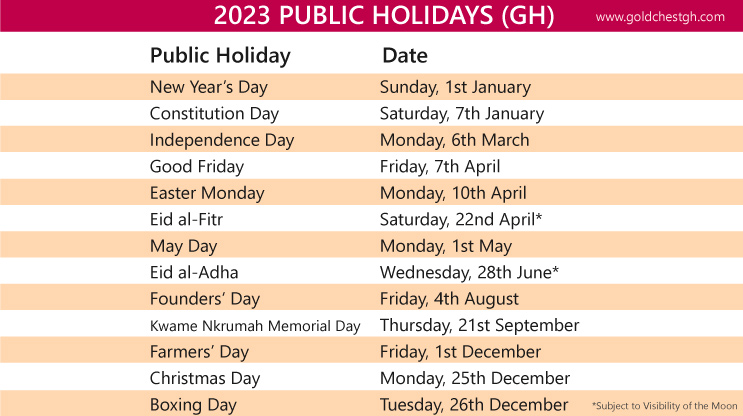 2023 PUBLIC HOLIDAYS (GH) www.goldchestgh.com
Public Holiday Date
New Year’s Day Sunday, 1st January
Constitution Day Saturday, 7th January
Independence Day Monday, 6th March
Good Friday Friday, 7th April
Easter Monday Monday, 10th April
Eid al-Fitr Saturday, 22nd April*
May Day Monday, 1st May
Eid al-Adha Wednesday, 28th June*
Founders’ Day Friday, 4th August
Kwame Nkrumah Memorial Day Thursday, 21st September
Farmers’ Day Friday, 1st December
Christmas Day Monday, 25th December
Boxing Day Tuesday, 26th December *Subject to Visibility of the Moon